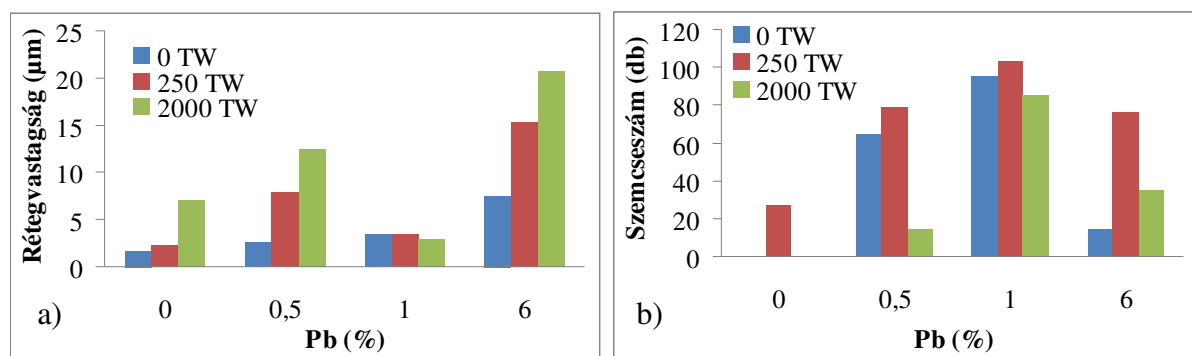 Rétegvastagság (μm)
25
20
15
10
5
0
0 TW
250 TW
2000 TW
0
0,5
1
6
Pb (%)
a)
Szemcseszám (db)
120
100
80
60
40
20
0
0 TW
250 TW
2000 TW
0
0,5
1
6
Pb (%)
b)